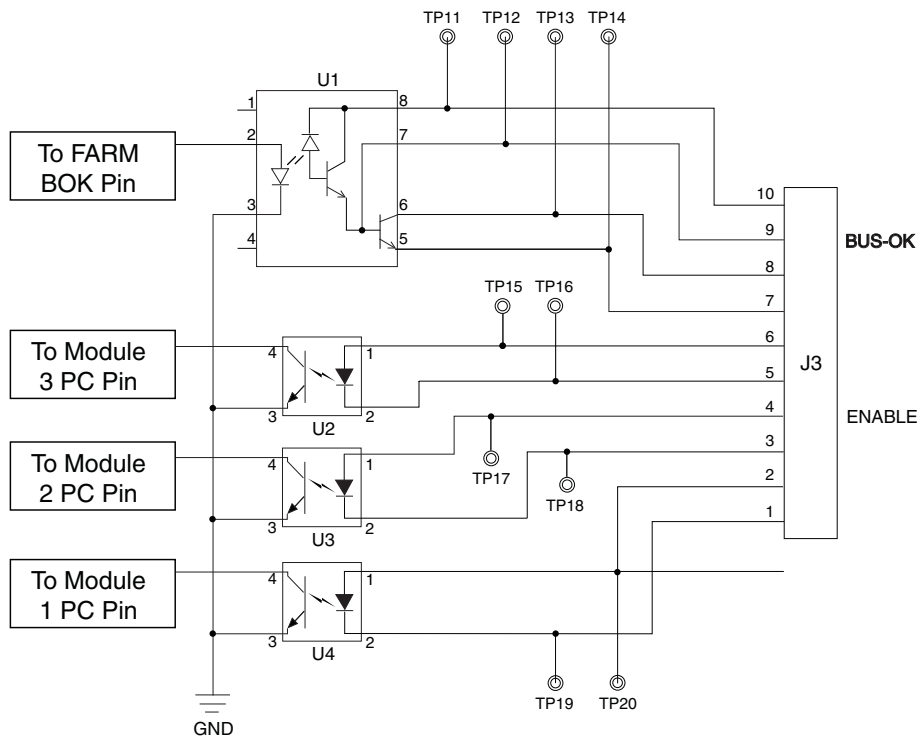 TP11 TP12 TP13 TP14
U1
1 8
2 7
To FARM
BOK Pin
3 6
4 5
10
9 BUS-OK
8
7
TP15 TP16
To Module
3 PC Pin
4 1
3 2
U2
6
5
J3
4 ENABLE
3
2
1
To Module
2 PC Pin
4 1
3 2
U3
TP17
TP18
To Module
1 PC Pin
4 1
3 2
U4
TP19 TP20
GND